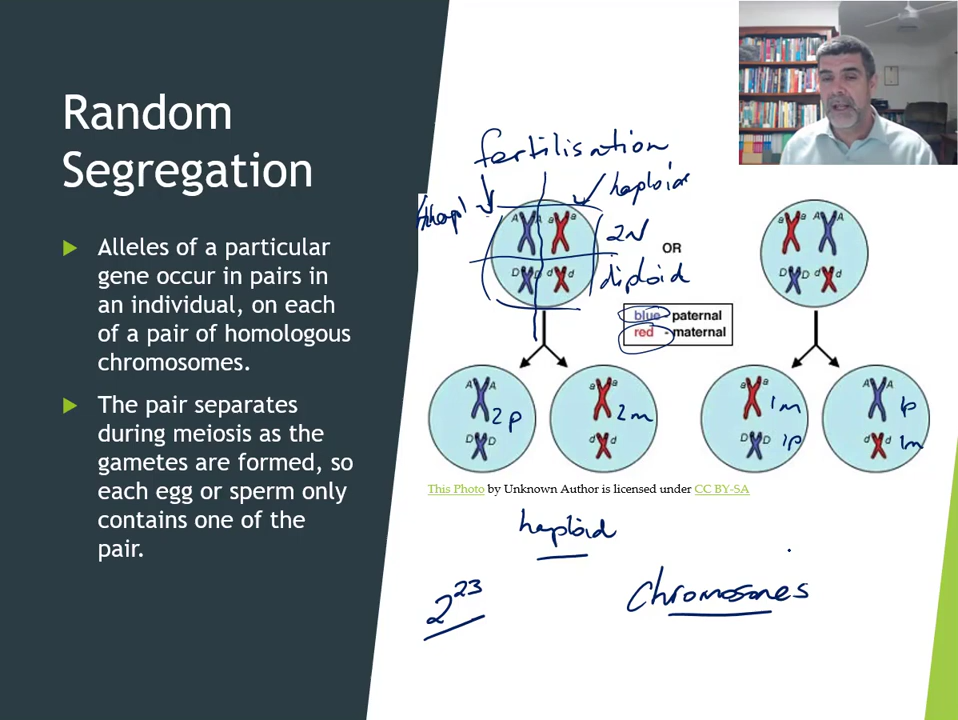 Random
Segregation
Alleles of a particular
gene occur in pairs in
an individual, on each
of a pair of homologous
chromosomes.
The pair separates
during meiosis as the
gametes are formed, so
each egg or sperm only
contains one of the
pair.
fertilisation
haploid
A A a a
2N
D D d d
diploid
OR
a a A A
D D d d
blue - paternal
red - maternal
A A
2p
D D
a a
2m
d d
a a
1m
D D
1p
A A
1p
d d
1m
This Photo by Unknown Author is licensed under CC BY-SA
haploid
2 23
Chromosomes